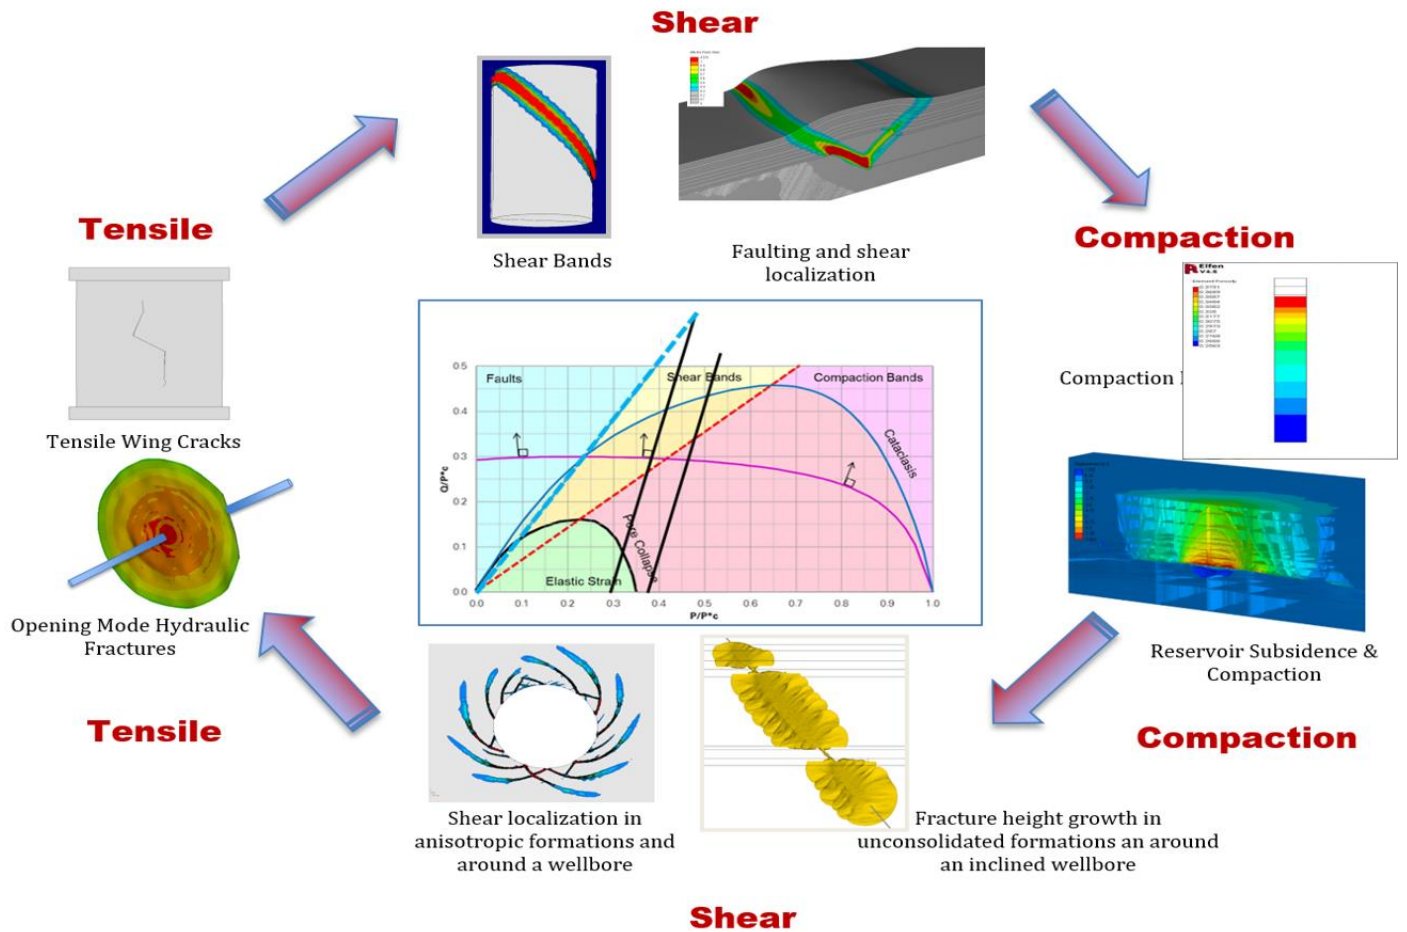 Shear
Tensile
Shear Bands
Faulting and shear
localization
Compaction
Elfen
Tensile Wing Cracks
Compaction
Opening Mode Hydraulic
Fractures
Tensile
0.5
0.4
0.3
0.2
0.1
0.0
Q/P*c
Faults
Shear Bands
Compaction Bands
Cataclasis
Pore Collapse
Elastic Strain
0.0 0.1 0.2 0.3 0.4 0.5 0.6 0.7 0.8 0.9 1.0
P/P*c
Reservoir Subsidence &
Compaction
Compaction
Shear localization in
anisotropic formations and
around a wellbore
Fracture height growth in
unconsolidated formations an around
an inclined wellbore
Shear